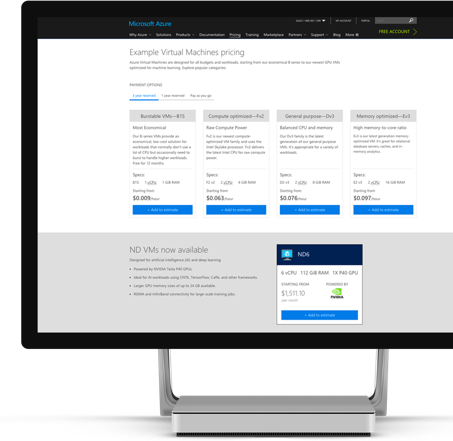 Microsoft Azure
MY ACCOUNT PORTAL
FREE ACCOUNT
Why Azure Solutions Products Documentation Pricing Training Marketplace Partners Support Blog More
Example Virtual Machines pricing
Azure Virtual Machines are designed for all budgets and workloads, starting from our economical B series to our newest GPU VMs
optimized for machine learning. Explore popular categories.
PAYMENT OPTIONS
3 year reserved 1 year reserved Pay as you go
Burstable VMs—B1S
Most Economical
Our B-series VMs provide an
economical, low-cost solution for
workloads that normally don't use a
lot of CPU but occasionally need to
burst to handle higher workloads.
Free for 12 months.
Specs:
B1S 1 vCPU 1 GiB RAM
Starting from
$0.009/hour
+ Add to estimate
Compute optimized—Fv2
Raw Compute Power
Fv2 is our newest compute
optimized VM family and uses the
Intel Skylake processor. Fv2 delivers
the latest Intel CPU for raw compute
power.
Specs:
F2 v2 2 vCPU 4 GiB RAM
Starting from
$0.063/hour
+ Add to estimate
General purpose—Dv3
Balanced CPU and memory
Our Dv3 family is the latest
generation of our general purpose
VMs. It's appropriate for a variety of
workloads.
Specs:
D2 v3 2 vCPU 8 GiB RAM
Starting from
$0.076/hour
+ Add to estimate
Memory optimized—Ev3
High memory-to-core ratio
Ev3 is our latest generation memory-
optimized VM. It's good for relational
database servers, caches, and in-
memory analytics.
Specs:
E2 v3 2 vCPU 16 GiB RAM
Starting from
$0.097/hour
+ Add to estimate
ND VMs now available
Designed for artificial intelligence (AI) and deep learning
Powered by NVIDIA Tesla P40 GPUs
Ideal for AI workloads using CNTK, TensorFlow, Caffe, and other frameworks
Larger GPU memory sizes of up to 24 GB available
RDMA and InfiniBand connectivity for large-scale training jobs
ND6
6 vCPU 112 GiB RAM 1X P40 GPU
STARTING FROM
$1,511.10
per month
POWERED BY
NVIDIA
+ Add to estimate